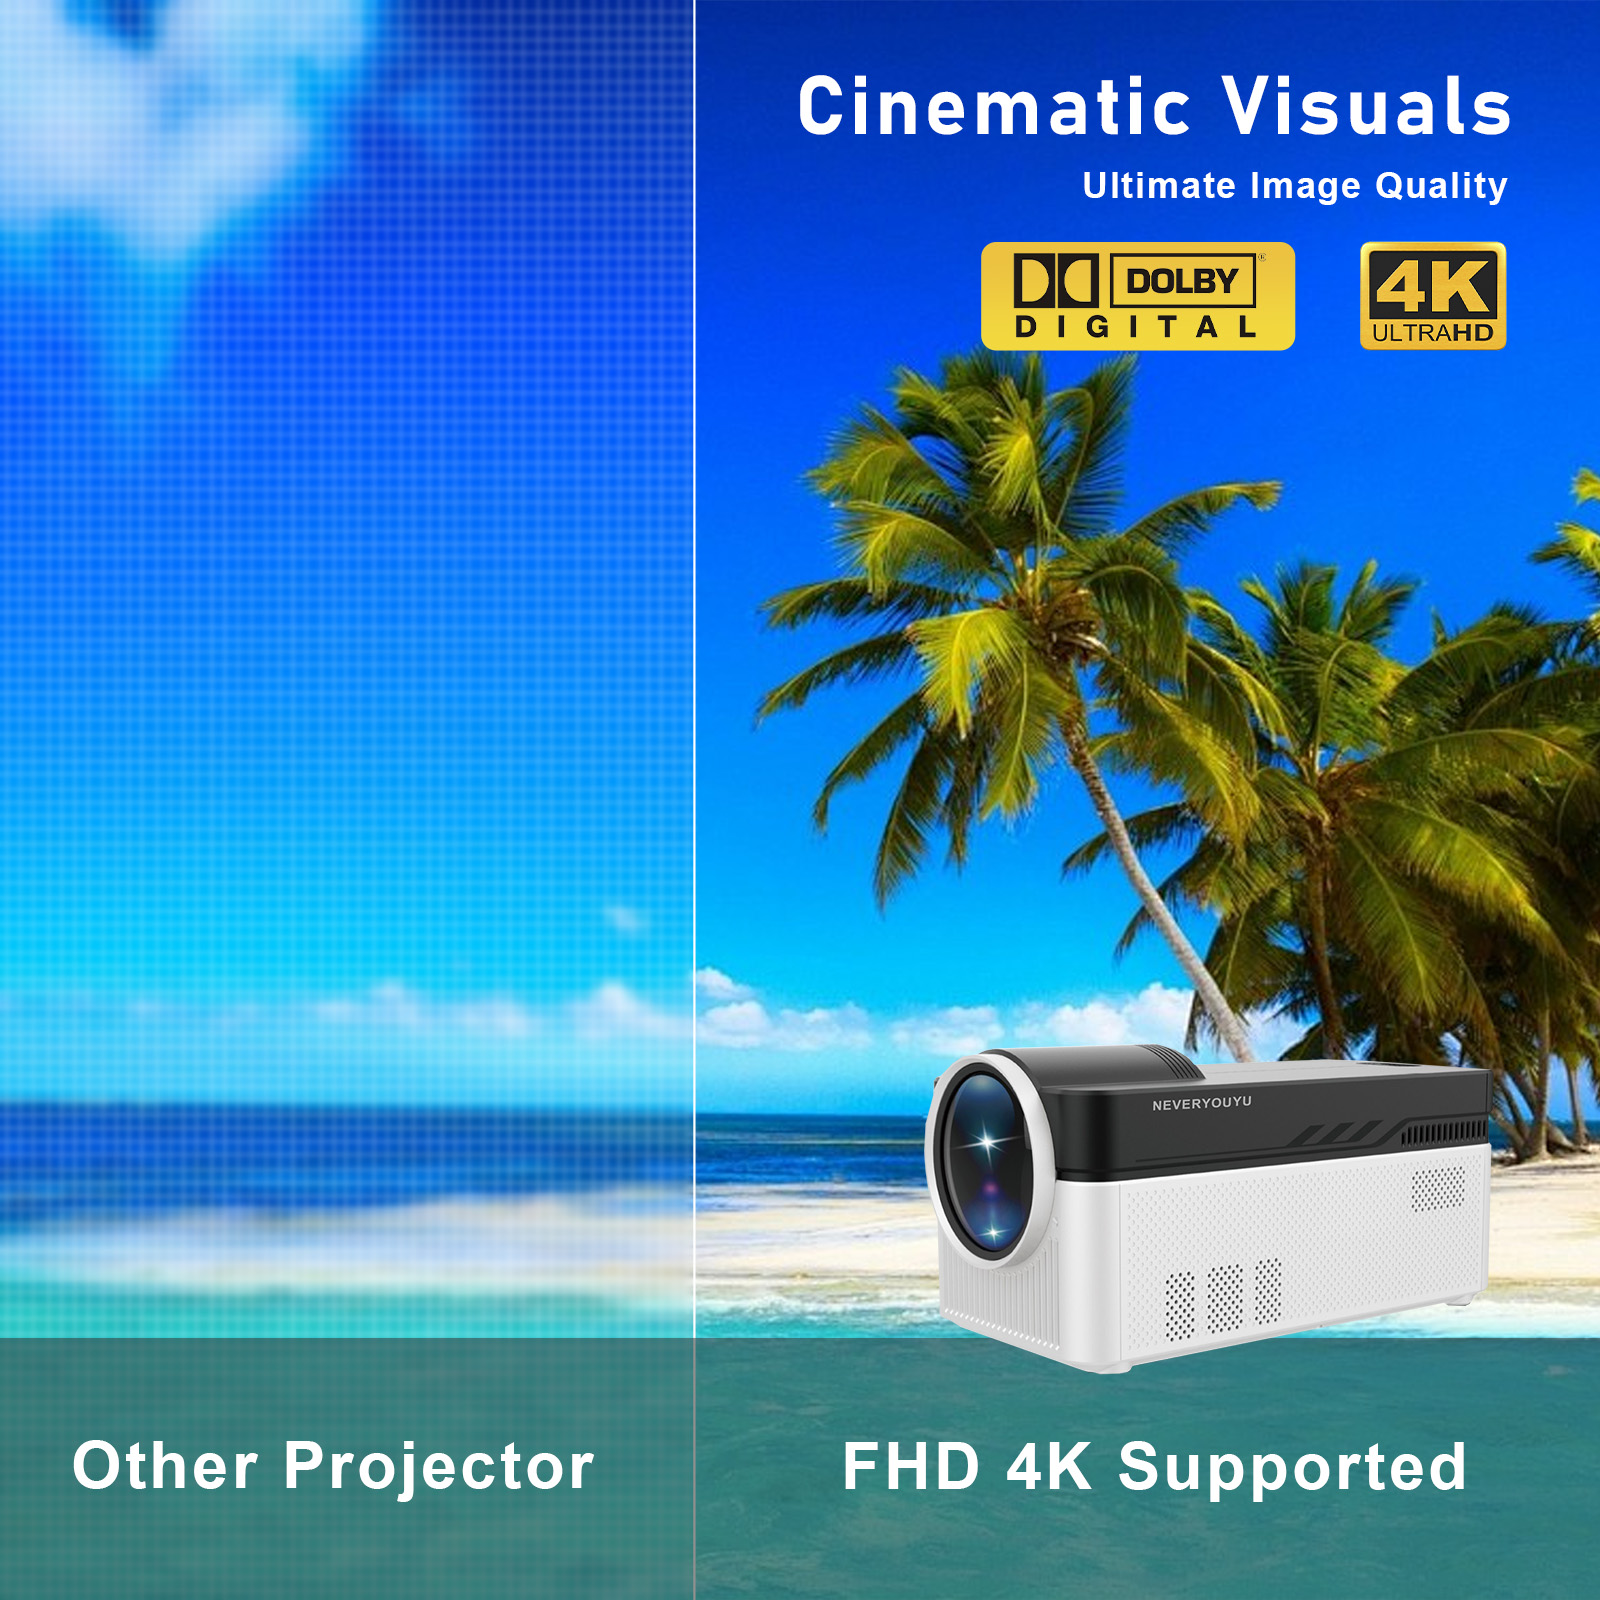 Cinematic Visuals
Ultimate Image Quality
DOLBY®
DIGITAL
4K
ULTRAHD
NEVERYOUYU
Other Projector
FHD 4K Supported